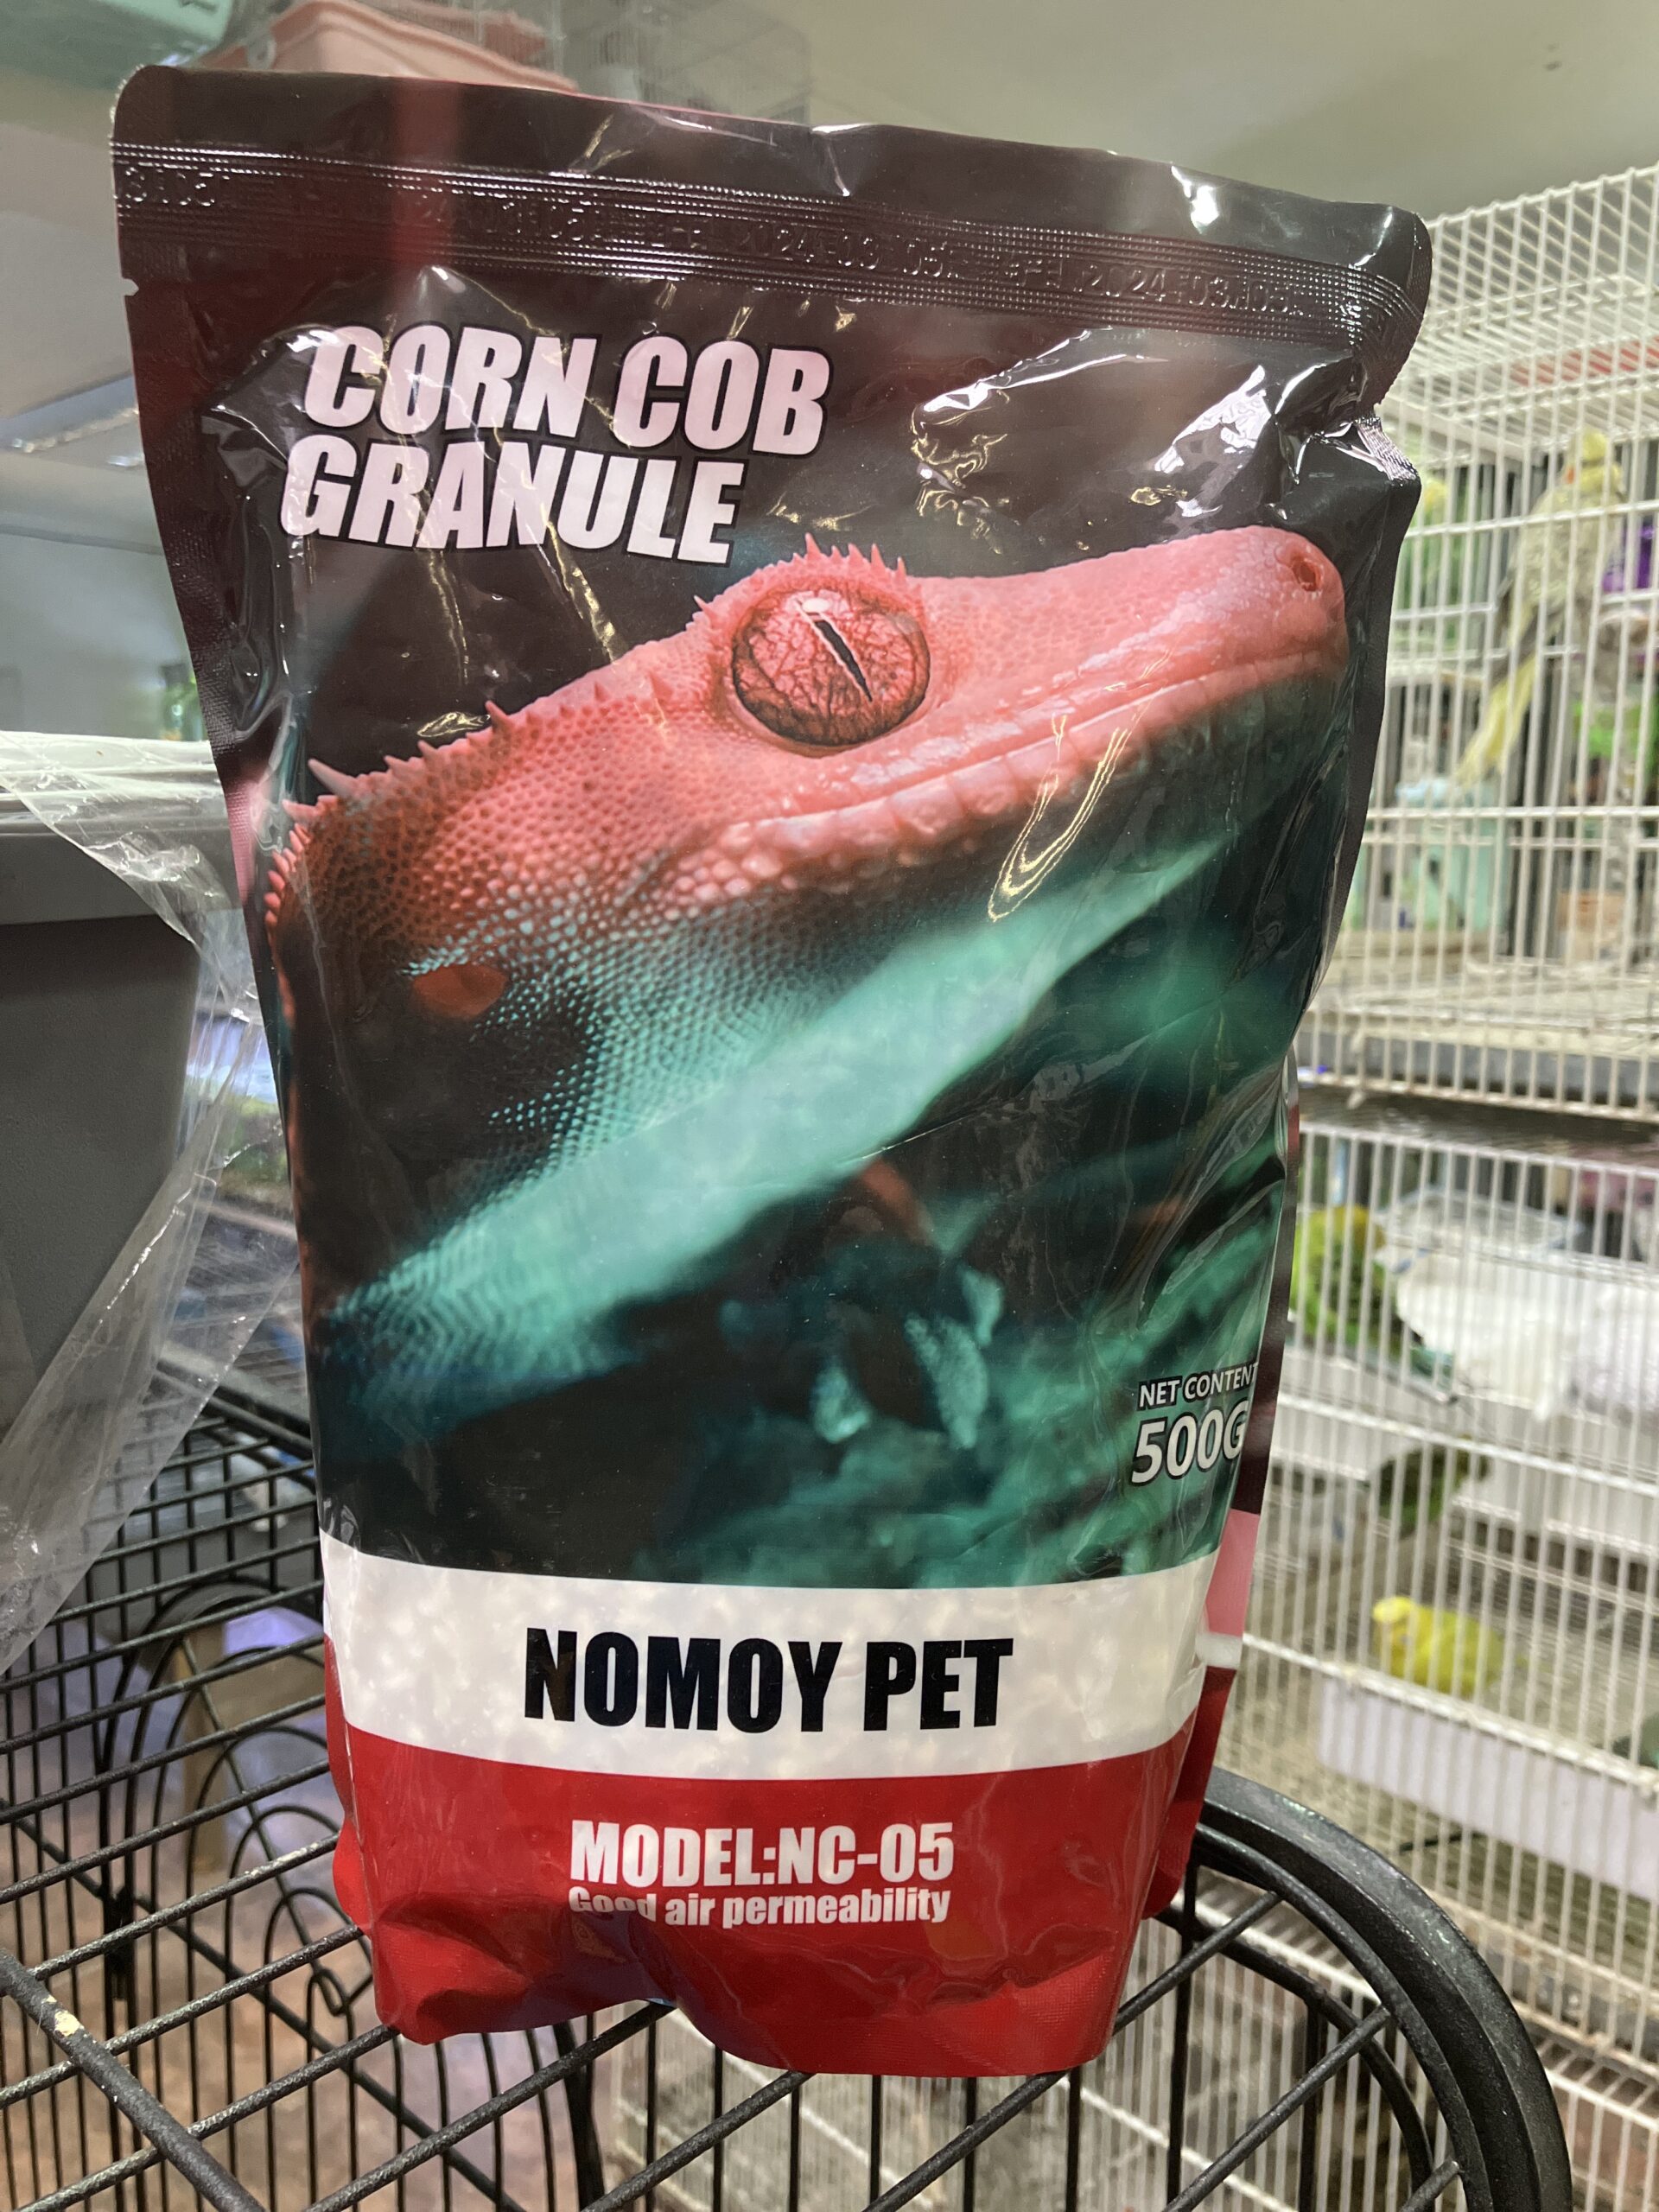 CORN COB
GRANULE
NET CONTENT
500G
NOMOY PET
MODEL:NC-05
Good air permeability